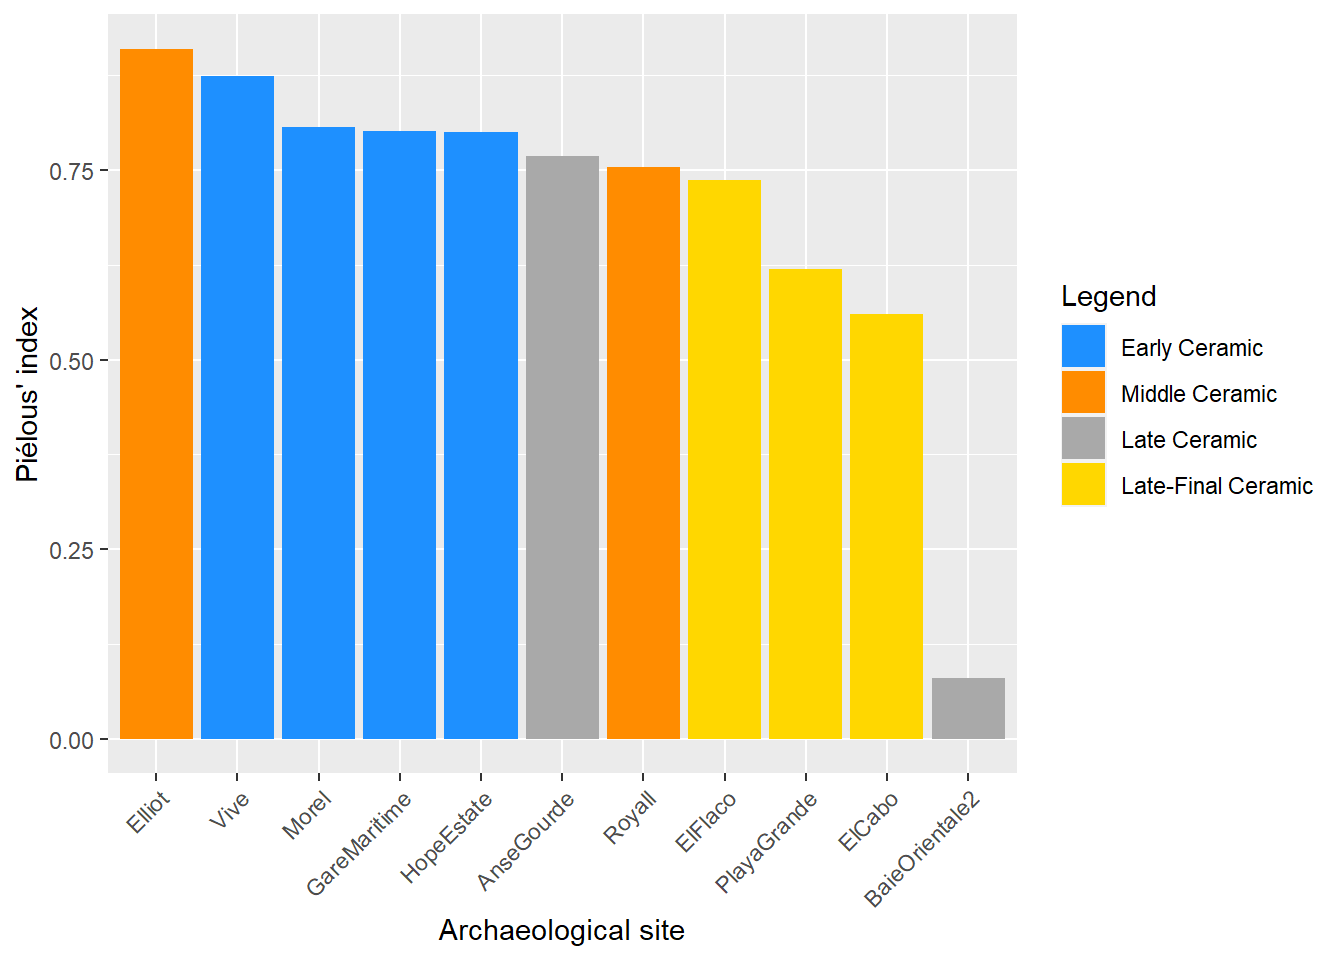 Piélous' index
0.75
0.50
0.25
0.00
Elliot
Vive
Morel
GareMaritime
HopeEstate
AnseGourde
Royall
ElFlaco
PlayaGrande
ElCabo
BaieOrientale2
Archaeological site
Legend
Early Ceramic
Middle Ceramic
Late Ceramic
Late-Final Ceramic